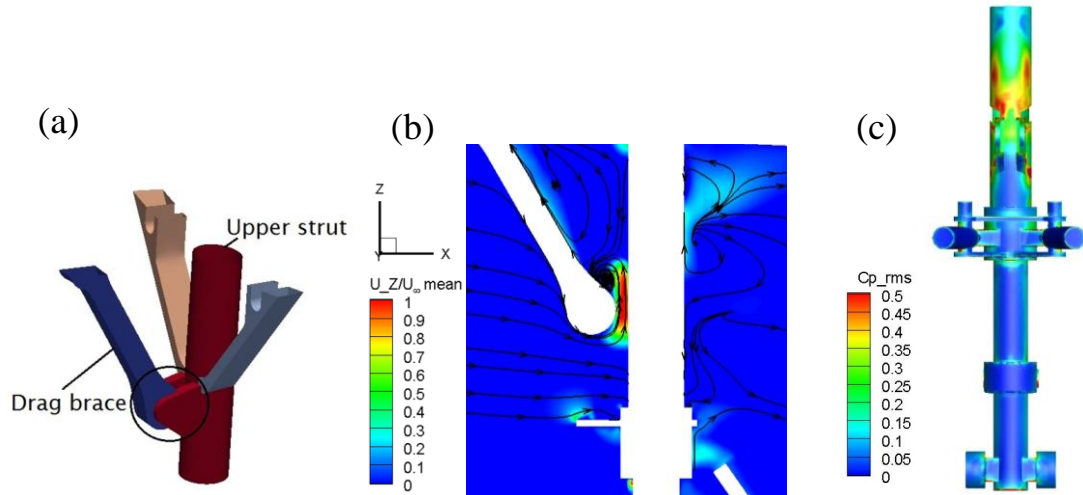 (a)
Upper strut
Drag brace
(b)
Z
Y
X
U_Z/U∞ mean
1
0.9
0.8
0.7
0.6
0.5
0.4
0.3
0.2
0.1
0
(c)
Cp_rms
0.5
0.45
0.4
0.35
0.3
0.25
0.2
0.15
0.1
0.05
0